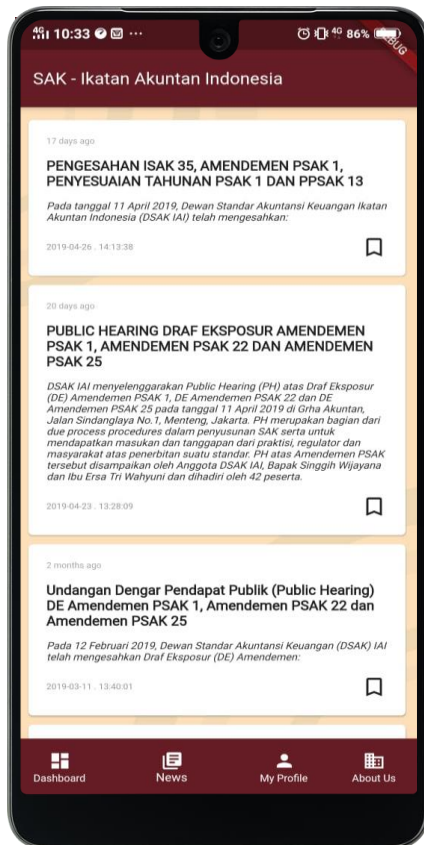 4G 10:33 ... 4G 86%
DEBUG
SAK - Ikatan Akuntan Indonesia
17 days ago
PENGESAHAN ISAK 35, AMENDEMEN PSAK 1,
PENYESUAIAN TAHUNAN PSAK 1 DAN PPSAK 13
Pada tanggal 11 April 2019, Dewan Standar Akuntansi Keuangan Ikatan
Akuntan Indonesia (DSAK IAI) telah mengesahkan:
2019-04-26 . 14:13:38
20 days ago
PUBLIC HEARING DRAF EKSPOSUR AMENDEMEN
PSAK 1, AMENDEMEN PSAK 22 DAN AMENDEMEN
PSAK 25
DSAK IAI menyelenggarakan Public Hearing (PH) atas Draf Eksposur
(DE) Amendemen PSAK 1, DE Amendemen PSAK 22 dan DE
Amendemen PSAK 25 pada tanggal 11 April 2019 di Grha Akuntan,
Jalan Sindanglaya No.1, Menteng, Jakarta. PH merupakan bagian dari
due process procedures dalam penyusunan SAK serta untuk
mendapatkan masukan dan tanggapan dari praktisi, regulator dan
masyarakat atas penerbitan suatu standar. PH atas Amendemen PSAK
tersebut disampaikan oleh Anggota DSAK IAI, Bapak Singgih Wijayana
dan Ibu Ersa Tri Wahyuni dan dihadiri oleh 42 peserta.
2019-04-23 . 13:28:09
2 months ago
Undangan Dengar Pendapat Publik (Public Hearing)
DE Amendemen PSAK 1, Amendemen PSAK 22 dan
Amendemen PSAK 25
Pada 12 Februari 2019, Dewan Standar Akuntansi Keuangan (DSAK) IAI
telah mengesahkan Draf Eksposur (DE) Amendemen:
2019-03-11 . 13:40:01
Dashboard News My Profile About Us